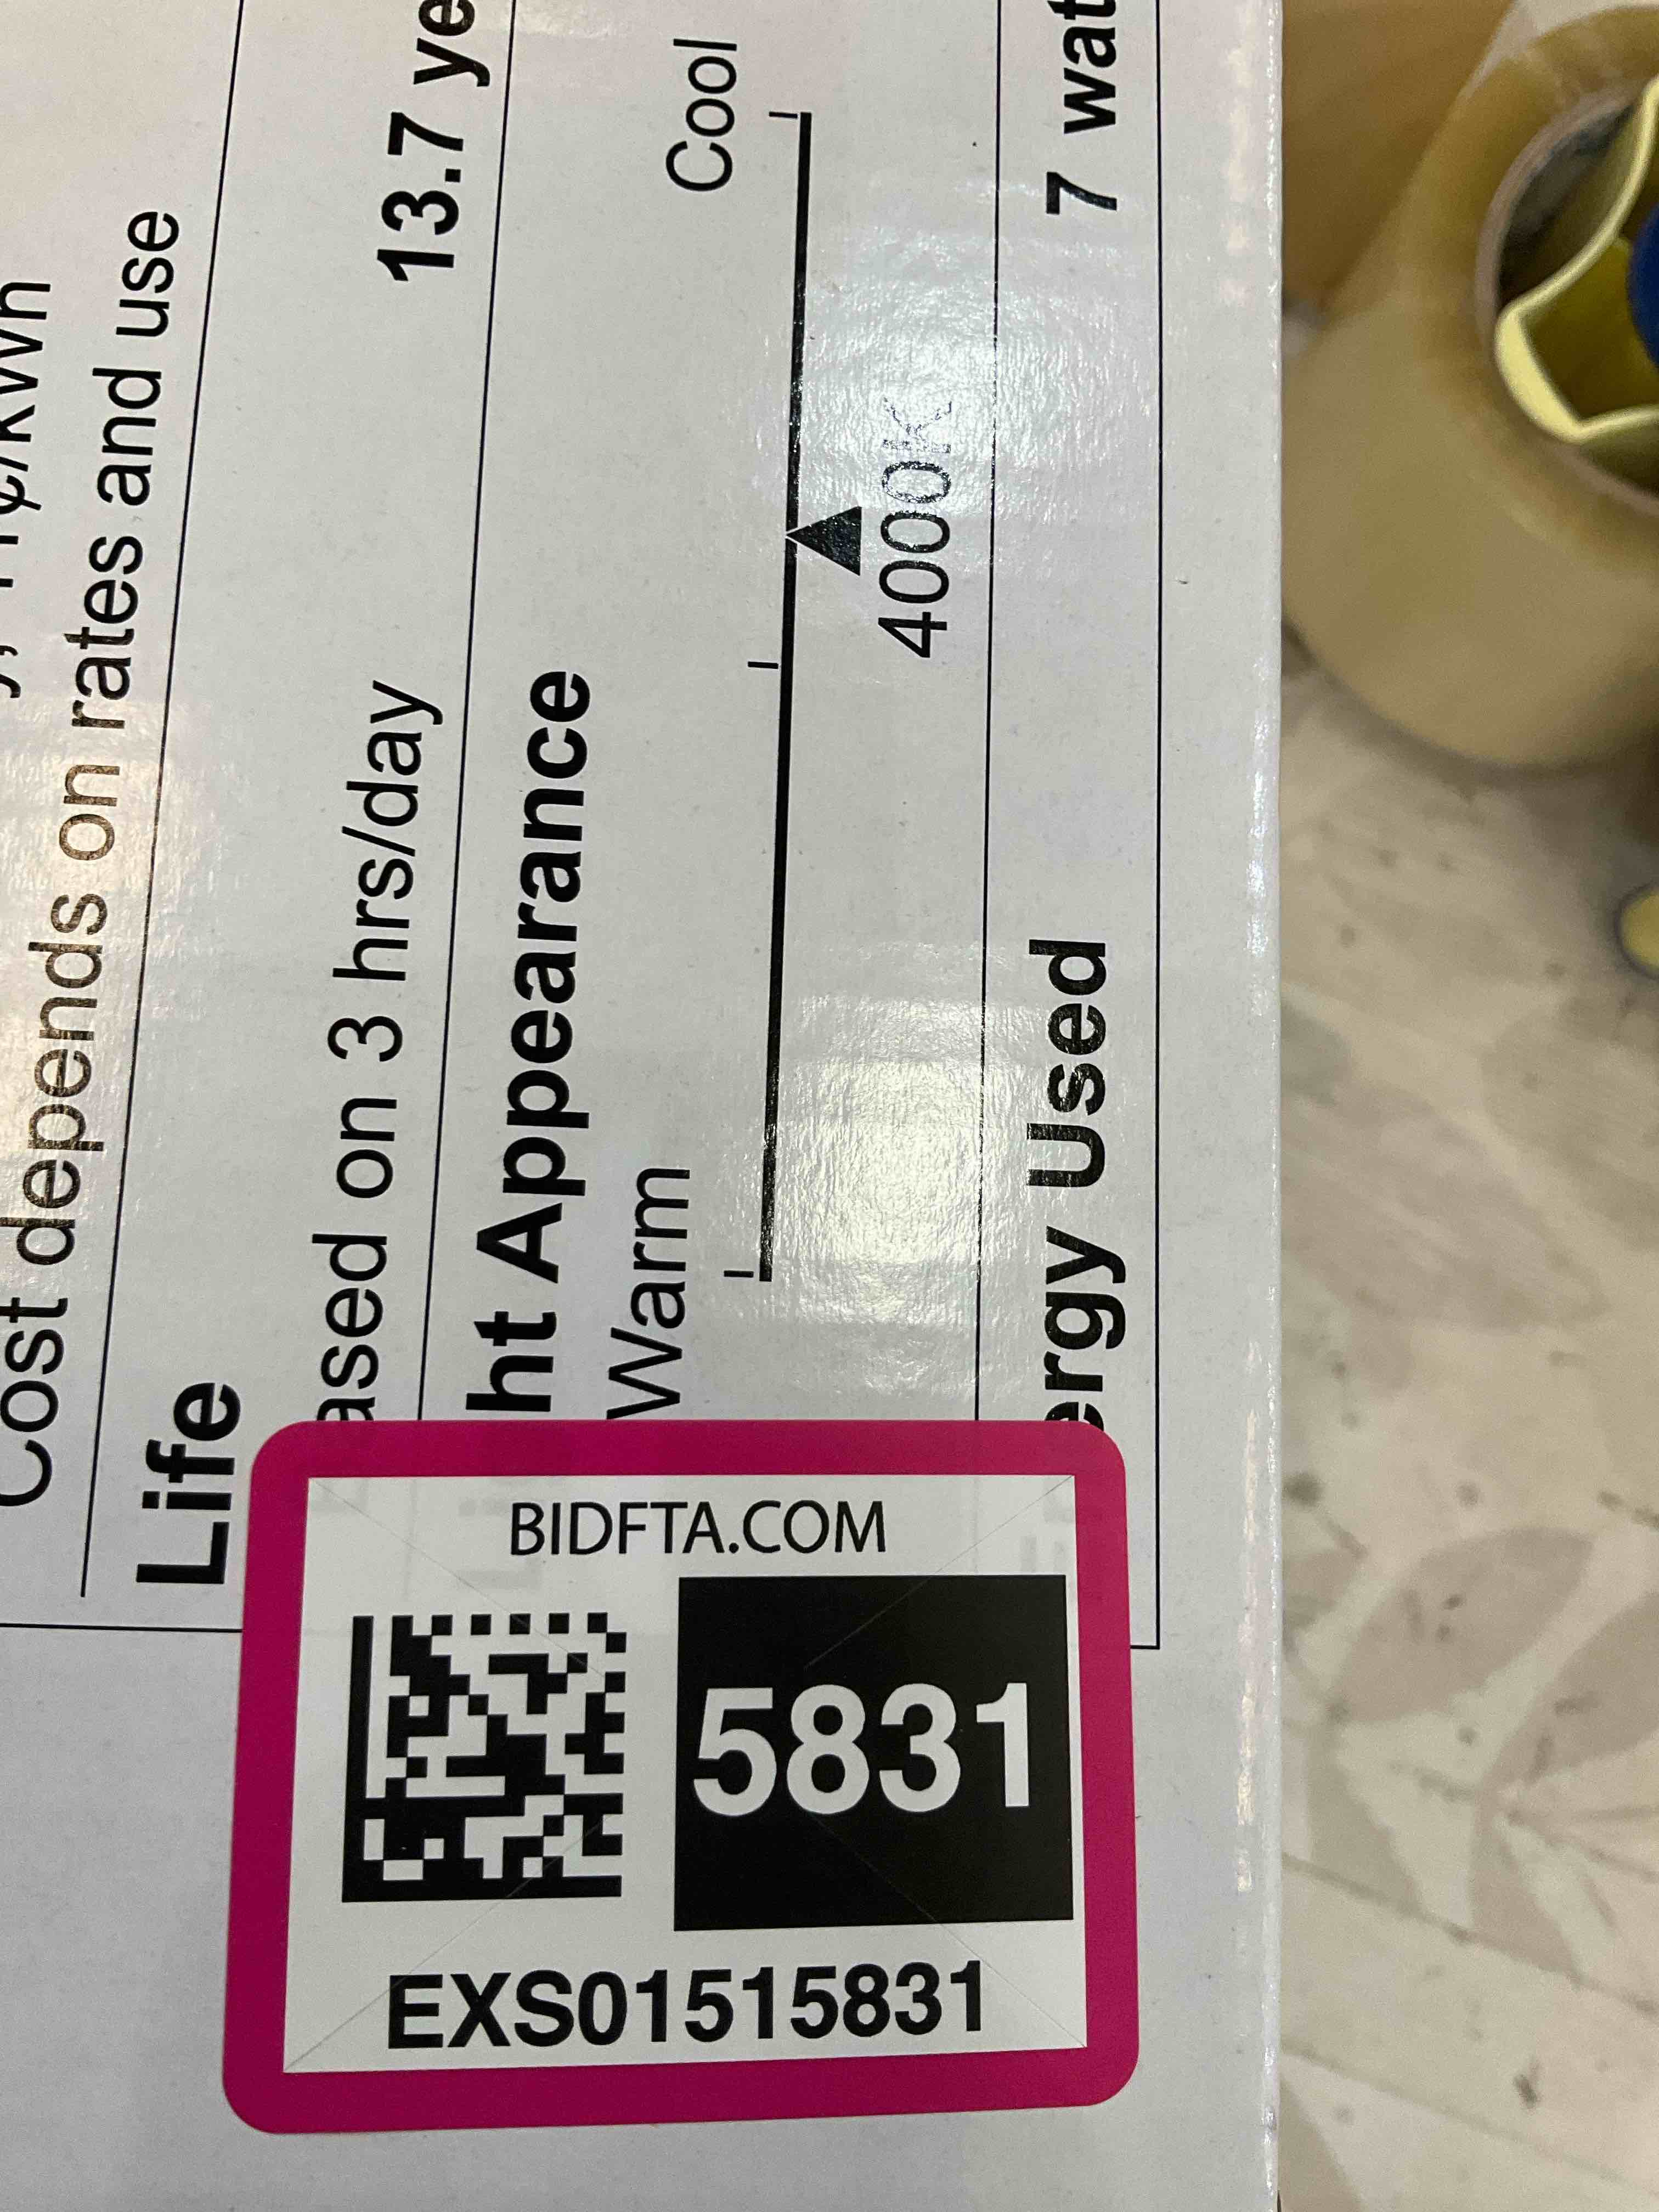 Cost depends on rates and use
Life
ased on 3 hrs/day 13.7 ye
ht Appearance
Warm Cool
4000K
ergy Used 7 wat
BIDFTA.COM
5831
EXS01515831